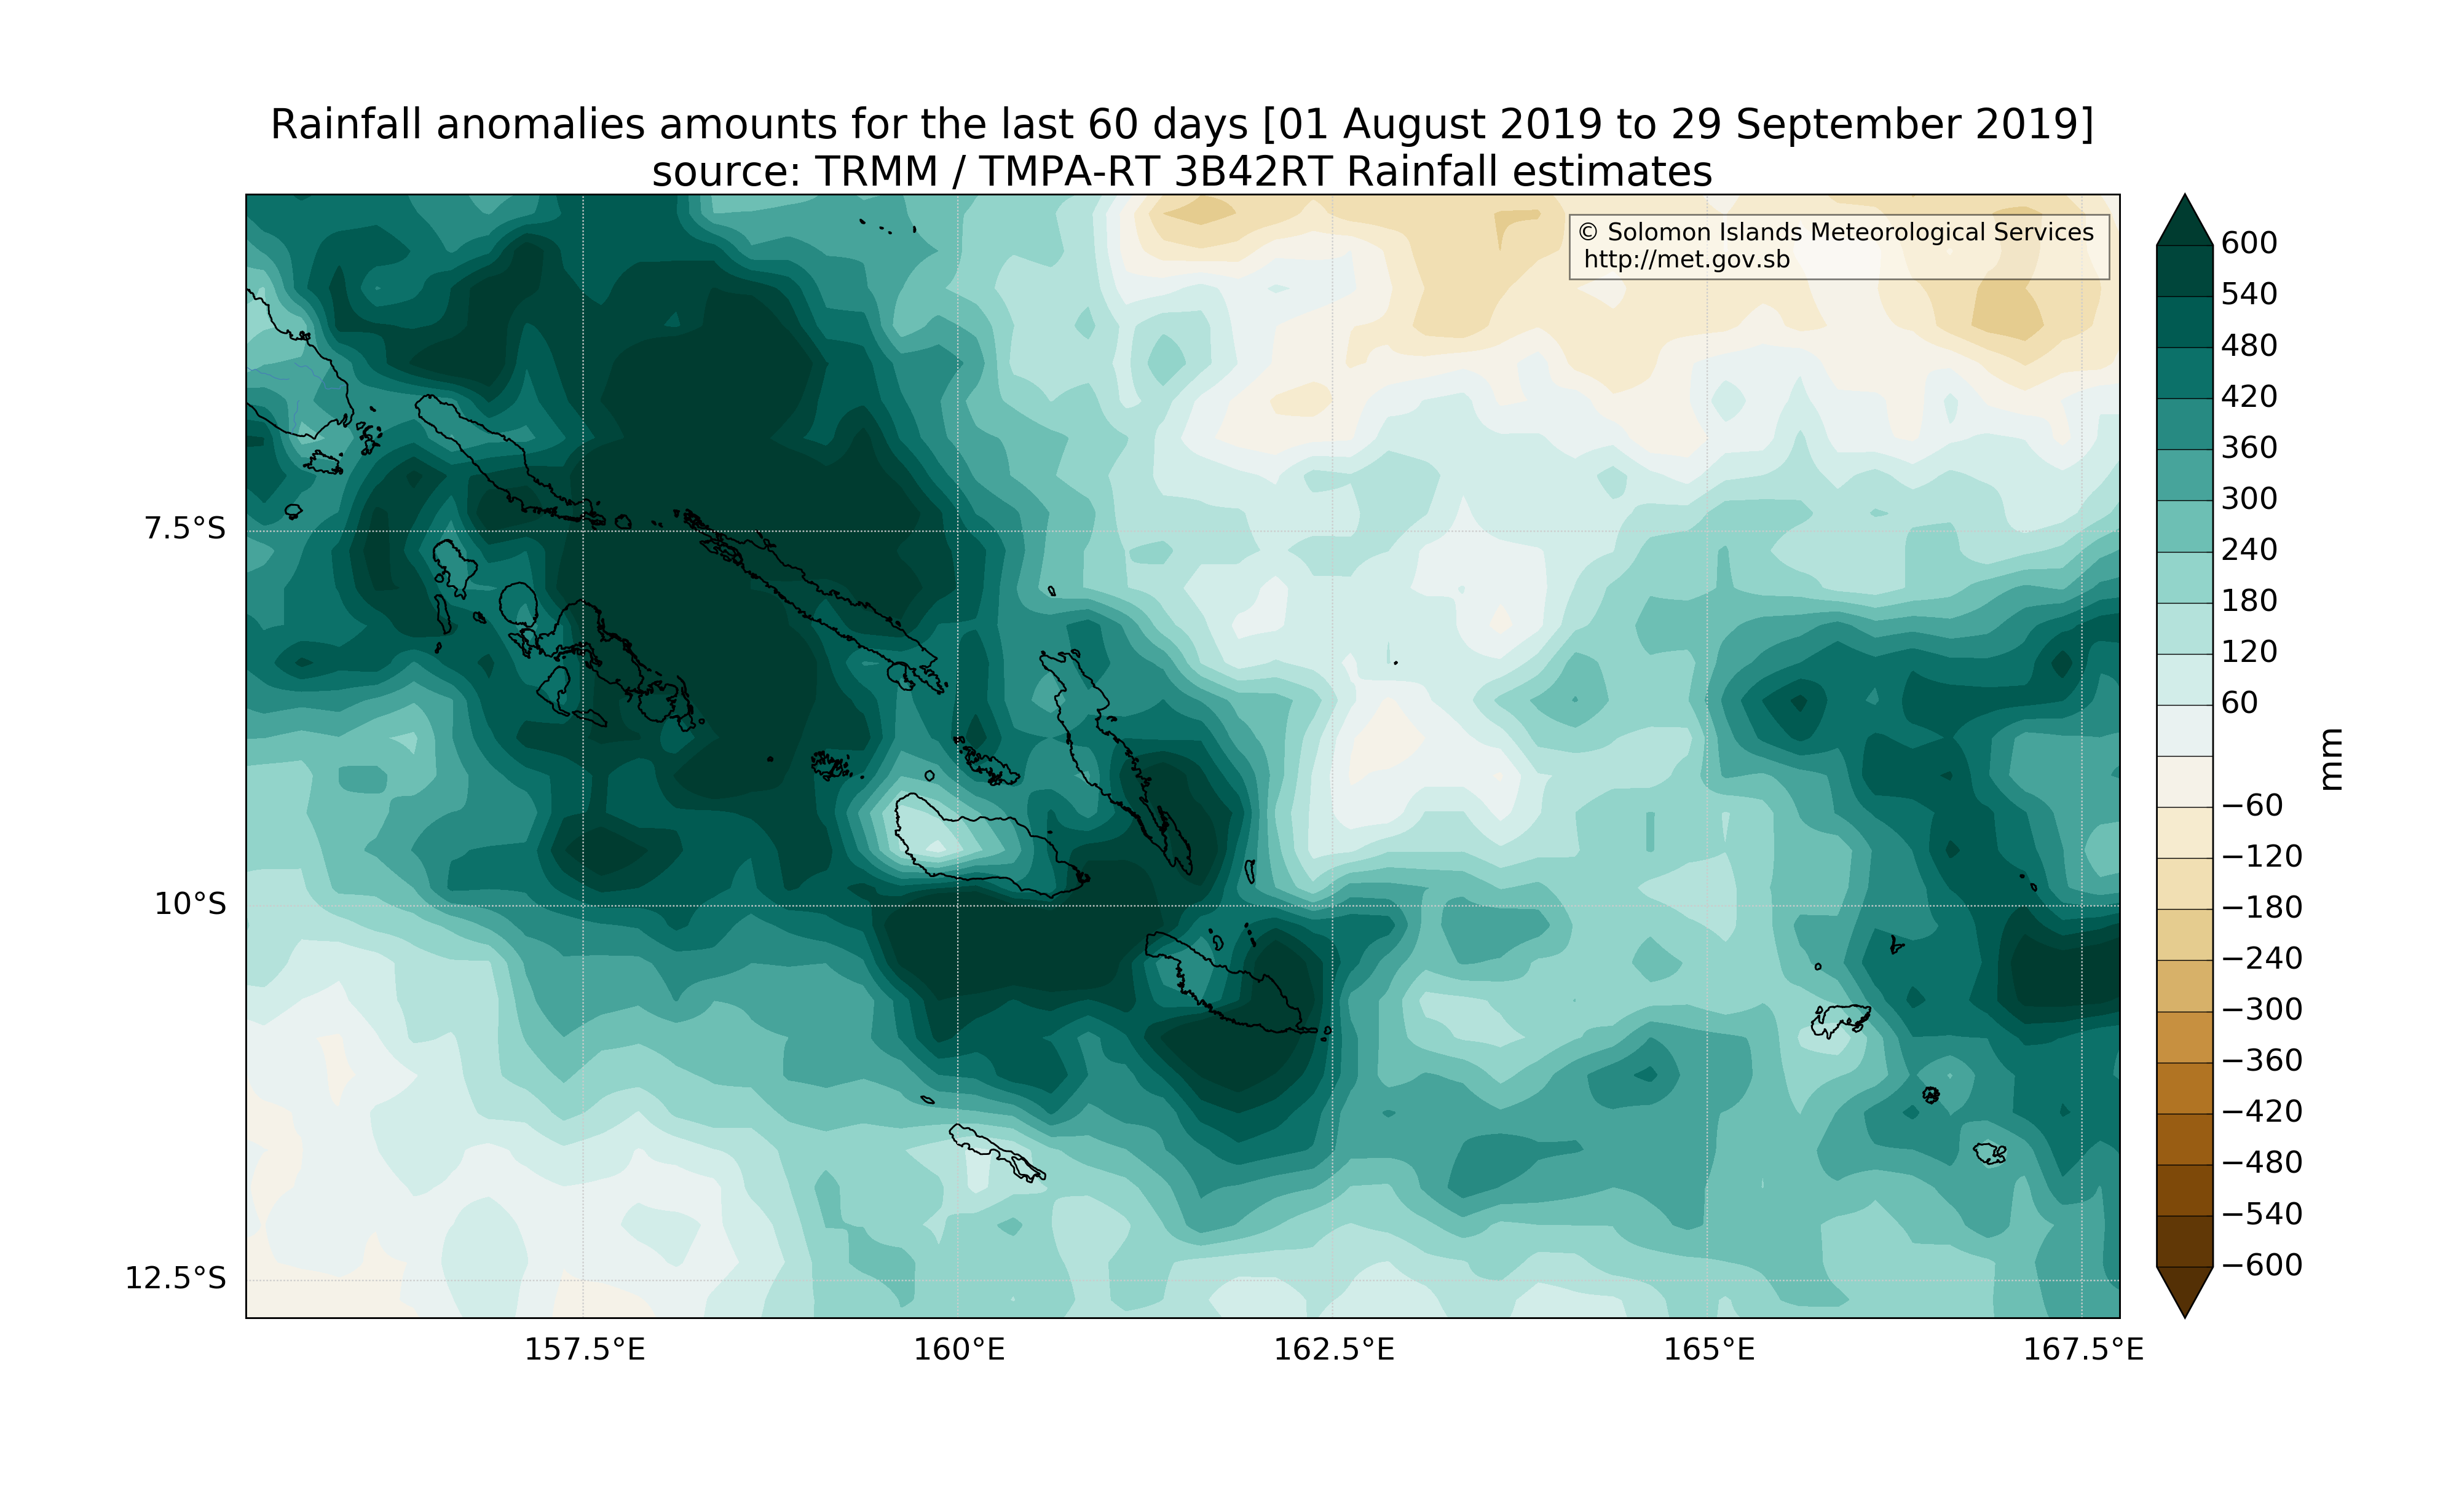 Rainfall anomalies amounts for the last 60 days [01 August 2019 to 29 September 2019]
source: TRMM / TMPA-RT 3B42RT Rainfall estimates
© Solomon Islands Meteorological Services
http://met.gov.sb
7.5°S
10°S
12.5°S
157.5°E
160°E
162.5°E
165°E
167.5°E
600
540
480
420
360
300
240
180
120
60
−60
−120
−180
−240
−300
−360
−420
−480
−540
−600
mm